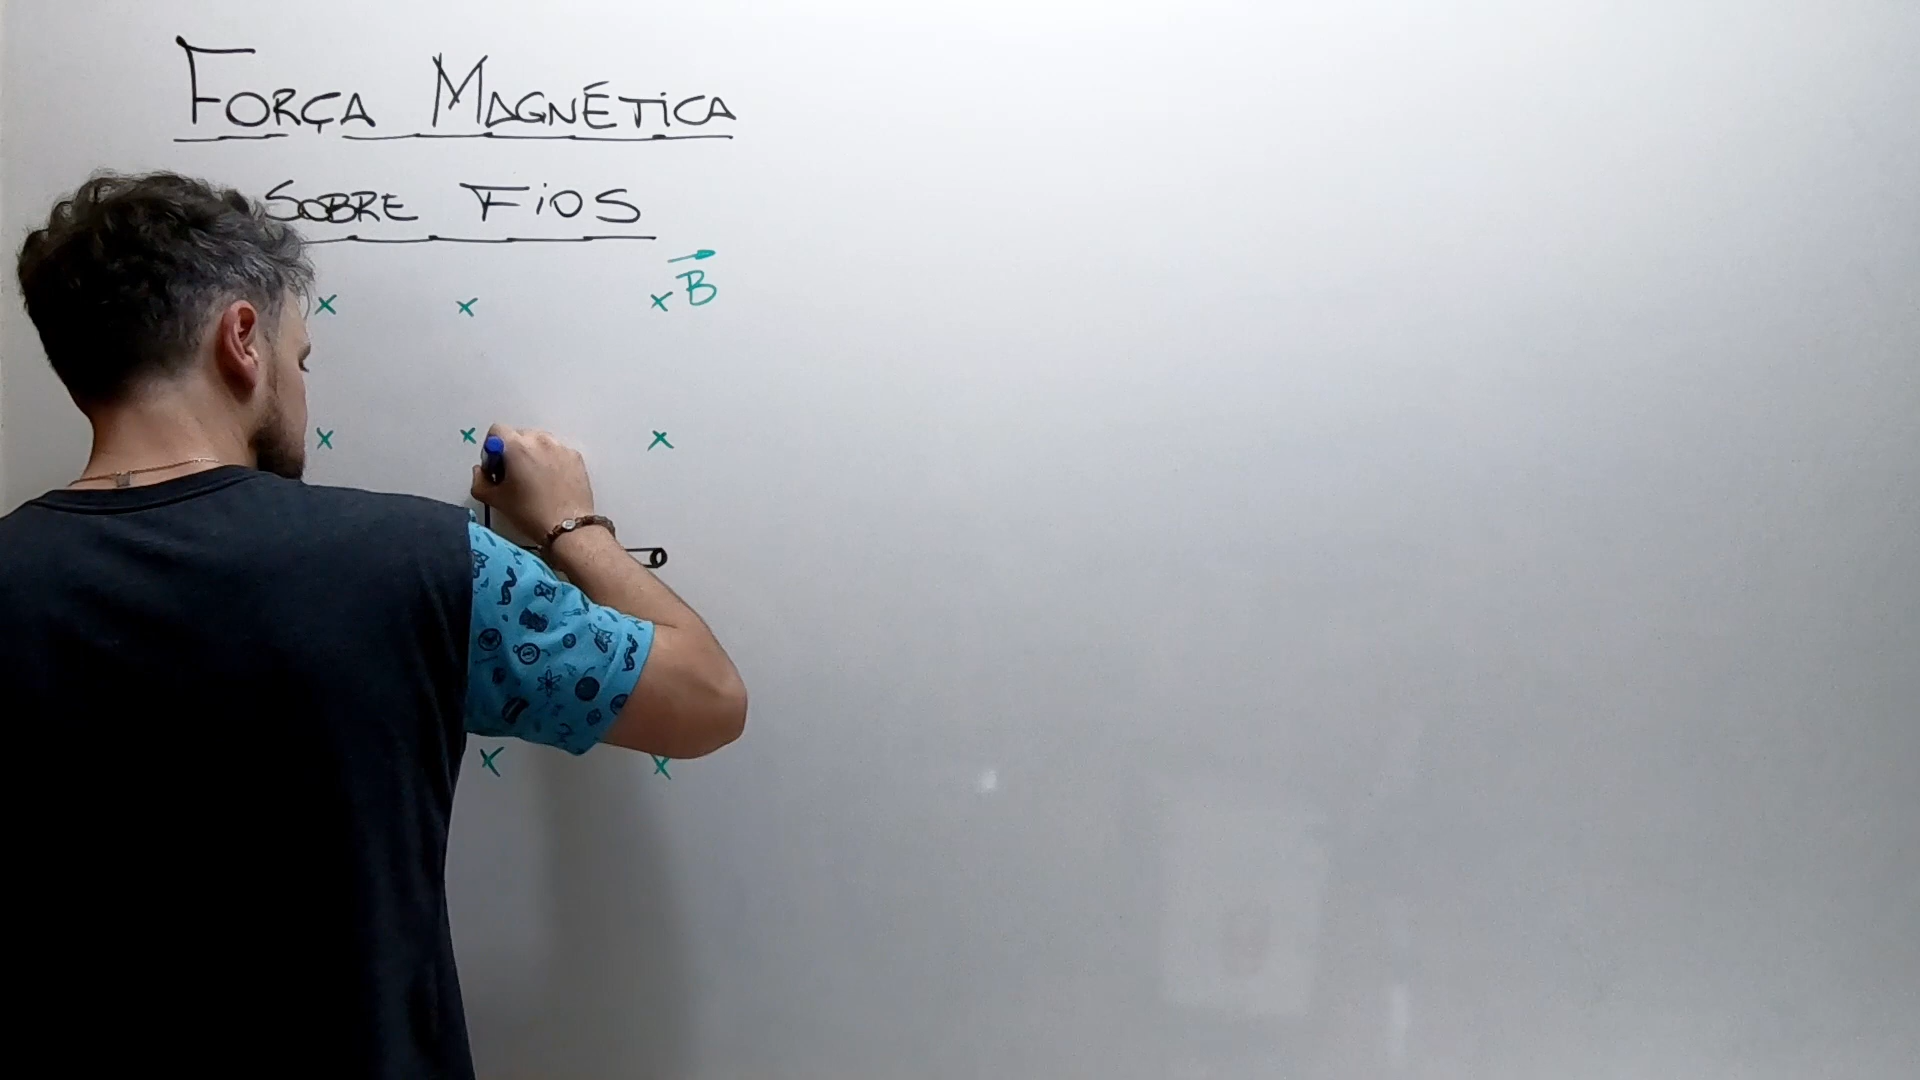 FORÇA MAGNÉTICA
SOBRE FIOS
× × × B
× × ×
× ×